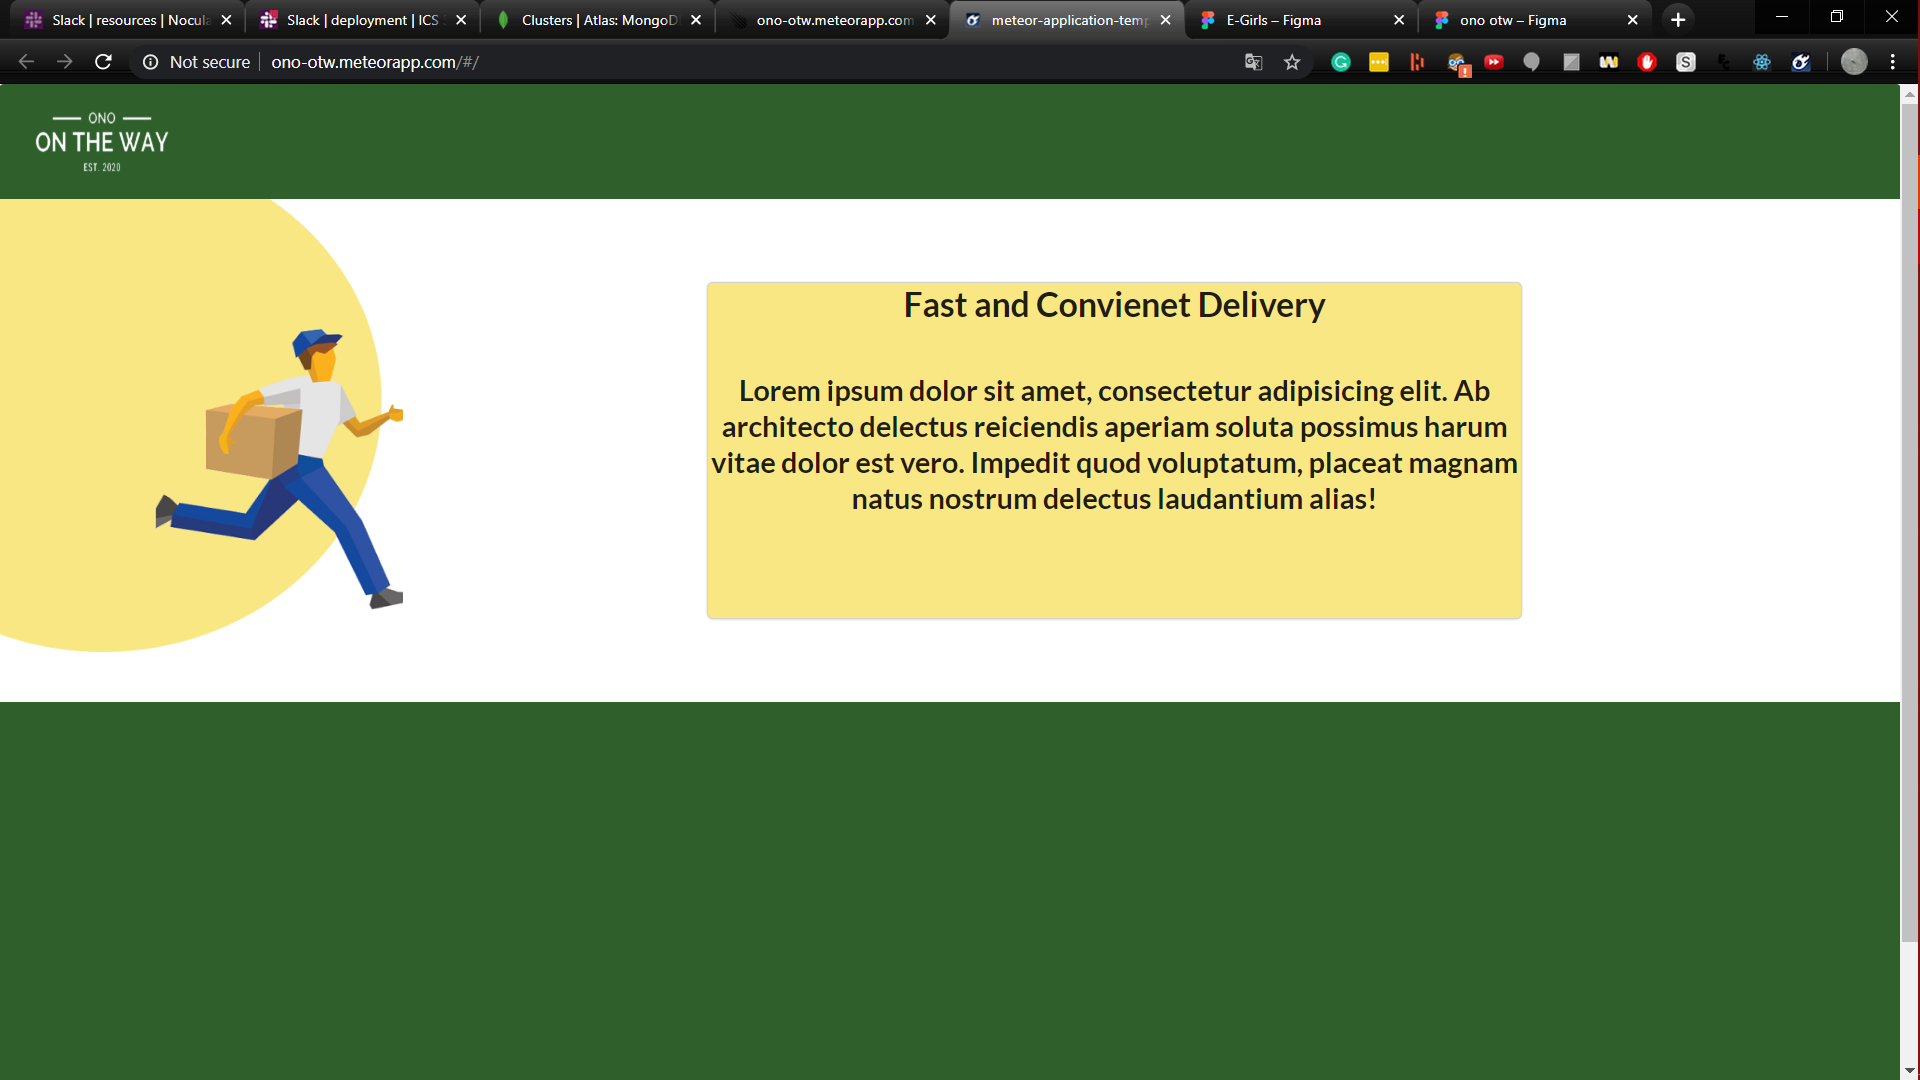 Slack | resources | Nocula
Slack | deployment | ICS
Clusters | Atlas: MongoD
ono-otw.meteorapp.com
meteor-application-temp
E-Girls – Figma
ono otw – Figma
Not secure
ono-otw.meteorapp.com/#/
ONO
ON THE WAY
EST. 2020
Fast and Convienet Delivery
Lorem ipsum dolor sit amet, consectetur adipisicing elit. Ab
architecto delectus reiciendis aperiam soluta possimus harum
vitae dolor est vero. Impedit quod voluptatum, placeat magnam
natus nostrum delectus laudantium alias!